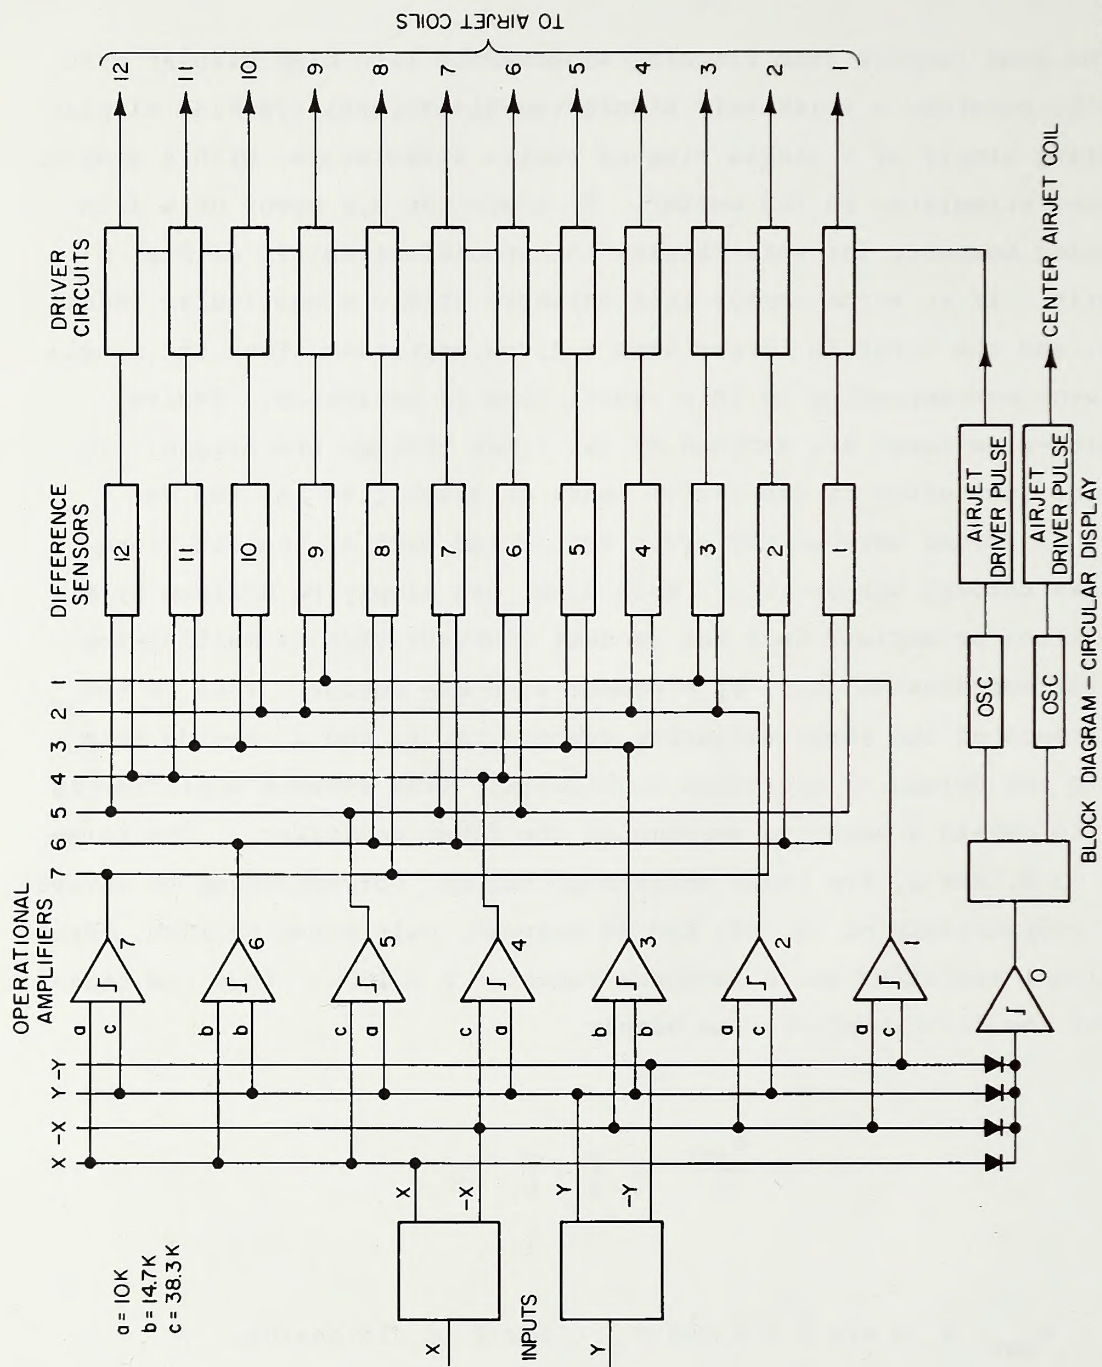 TO AIRJET COILS
12
11
10
9
8
7
6
5
4
3
2
1
DRIVER
CIRCUITS
DIFFERENCE
SENSORS
12
11
10
9
8
7
6
5
4
3
2
1
1
2
3
4
5
6
7
OPERATIONAL
AMPLIFIERS
a
c
7
b
b
6
c
a
5
c
a
4
b
b
3
a
c
2
a
c
1
0
-Y
Y
-X
X
X
-X
Y
-Y
INPUTS
X
Y
a = 10K
b = 14.7K
c = 38.3K
OSC
AIRJET
DRIVER PULSE
OSC
AIRJET
DRIVER PULSE
CENTER AIRJET COIL
BLOCK DIAGRAM – CIRCULAR DISPLAY